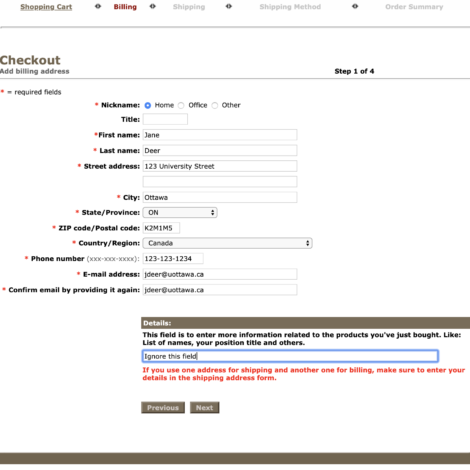 Shopping Cart Billing Shipping Shipping Method Order Summary
Checkout
Add billing address Step 1 of 4
* = required fields
* Nickname: Home Office Other
Title:
*First name: Jane
* Last name: Deer
* Street address: 123 University Street
* City: Ottawa
* State/Province: ON
* ZIP code/Postal code: K2M1M5
* Country/Region: Canada
* Phone number (xxx-xxx-xxxx): 123-123-1234
* E-mail address: jdeer@uottawa.ca
* Confirm email by providing it again: jdeer@uottawa.ca
Details:
This field is to enter more information related to the products you've just bought. Like:
List of names, your position title and others.
Ignore this field
If you use one address for shipping and another one for billing, make sure to enter your
details in the shipping address form.
Previous Next